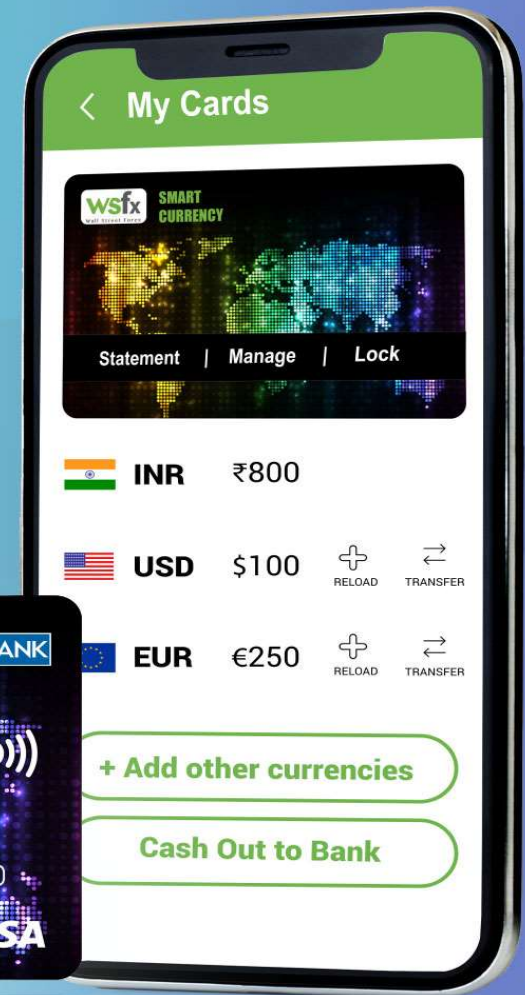 My Cards
wsfx
Wall Street Forex
SMART
CURRENCY
Statement | Manage | Lock
INR ₹800
USD $100 RELOAD TRANSFER
EUR €250 RELOAD TRANSFER
+ Add other currencies
Cash Out to Bank
ANK
SA